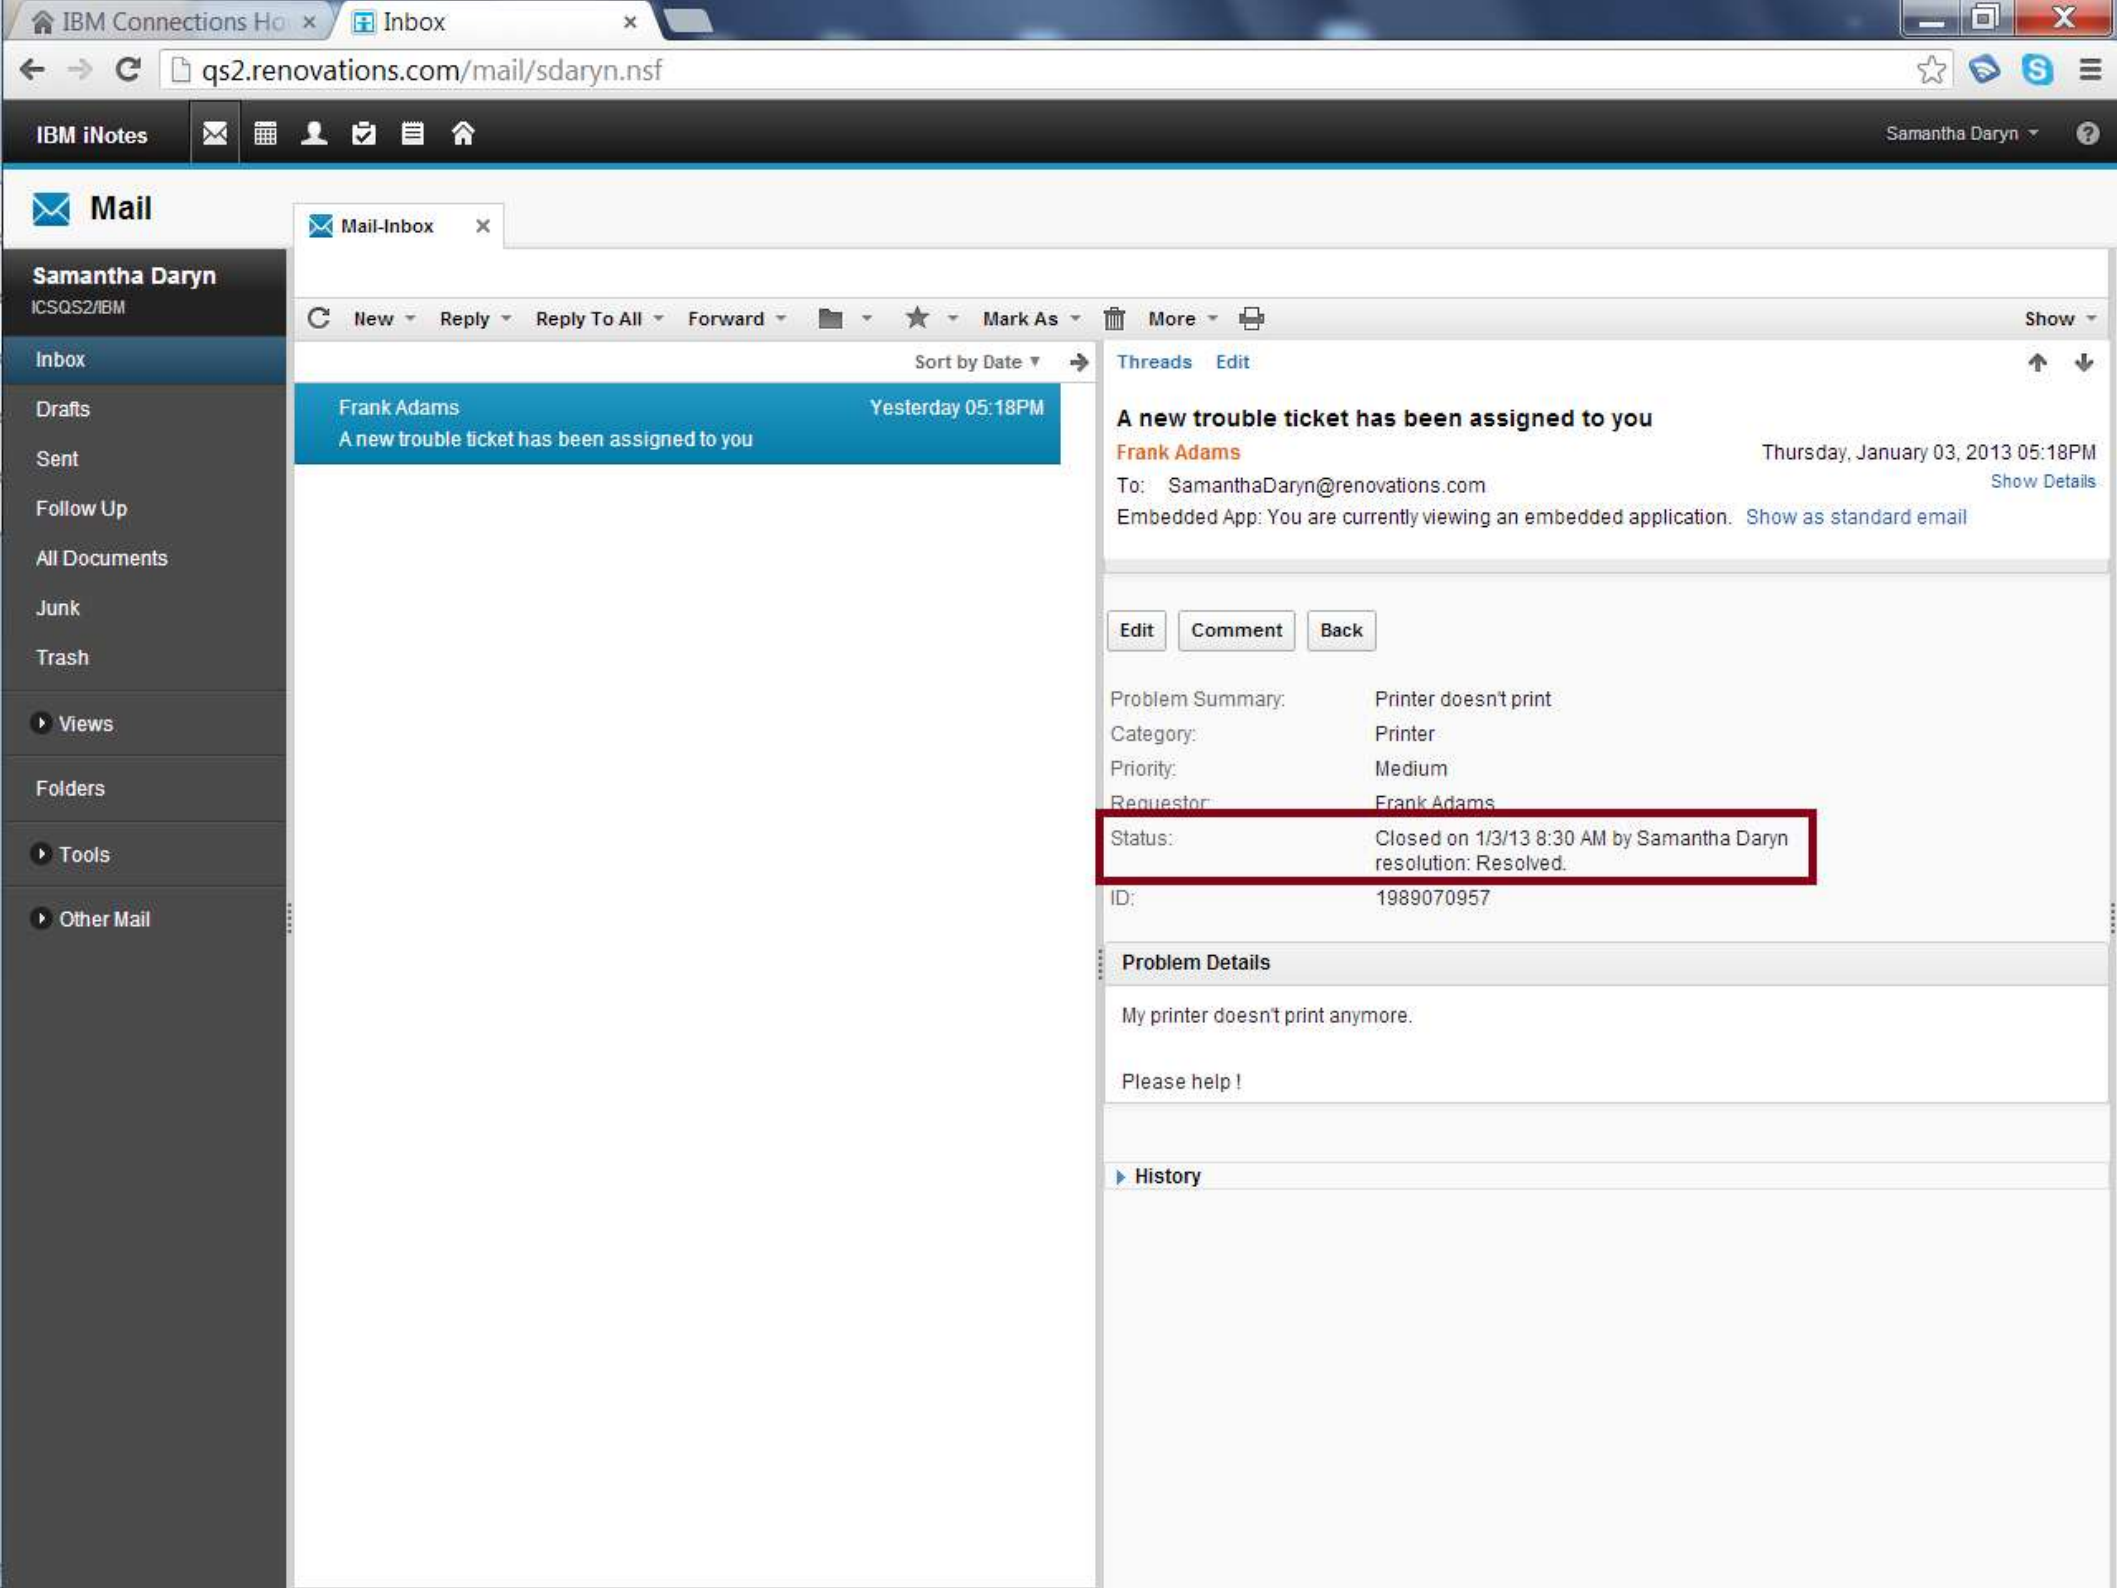 IBM Connections Ho
Inbox
qs2.renovations.com/mail/sdaryn.nsf
IBM iNotes
Samantha Daryn
Mail
Mail-Inbox
Samantha Daryn
ICSQS2/IBM
Inbox
Drafts
Sent
Follow Up
All Documents
Junk
Trash
Views
Folders
Tools
Other Mail
New Reply Reply To All Forward Mark As More Show
Sort by Date
Frank Adams Yesterday 05:18PM
A new trouble ticket has been assigned to you
Threads Edit
A new trouble ticket has been assigned to you
Frank Adams Thursday, January 03, 2013 05:18PM
To: SamanthaDaryn@renovations.com Show Details
Embedded App: You are currently viewing an embedded application. Show as standard email
Edit Comment Back
Problem Summary: Printer doesn't print
Category: Printer
Priority: Medium
Requestor: Frank Adams
Status: Closed on 1/3/13 8:30 AM by Samantha Daryn
resolution: Resolved.
ID: 1989070957
Problem Details
My printer doesn't print anymore.
Please help !
History